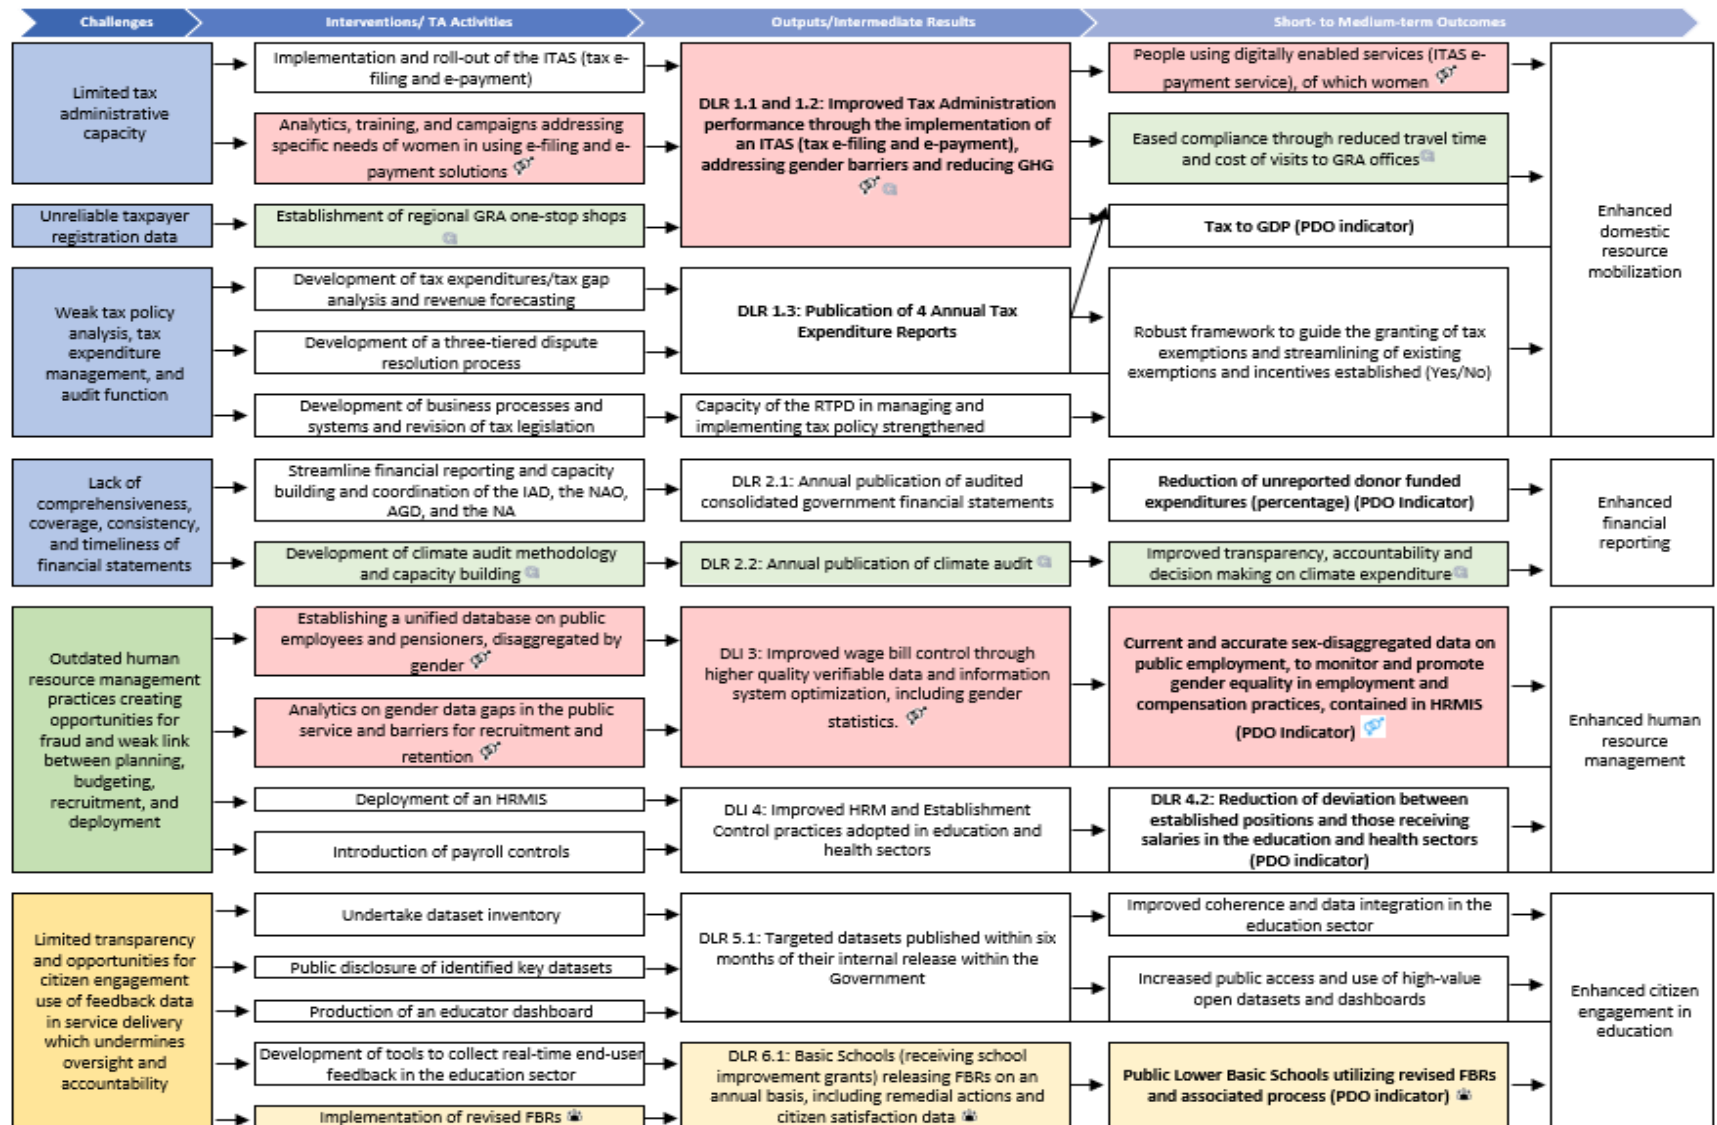 Challenges
Interventions/ TA Activities
Outputs/Intermediate Results
Short- to Medium-term Outcomes
Limited tax
administrative
capacity
Implementation and roll-out of the ITAS (tax e-
filing and e-payment)
Analytics, training, and campaigns addressing
specific needs of women in using e-filing and e-
payment solutions
DLR 1.1 and 1.2: Improved Tax Administration
performance through the implementation of
an ITAS (tax e-filing and e-payment),
addressing gender barriers and reducing GHG
People using digitally enabled services (ITAS e-
payment service), of which women
Eased compliance through reduced travel time
and cost of visits to GRA offices
Unreliable taxpayer
registration data
Establishment of regional GRA one-stop shops
Tax to GDP (PDO indicator)
Enhanced
domestic
resource
mobilization
Weak tax policy
analysis, tax
expenditure
management, and
audit function
Development of tax expenditures/tax gap
analysis and revenue forecasting
Development of a three-tiered dispute
resolution process
Development of business processes and
systems and revision of tax legislation
DLR 1.3: Publication of 4 Annual Tax
Expenditure Reports
Capacity of the RTPD in managing and
implementing tax policy strengthened
Robust framework to guide the granting of tax
exemptions and streamlining of existing
exemptions and incentives established (Yes/No)
Lack of
comprehensiveness,
coverage, consistency,
and timeliness of
financial statements
Streamline financial reporting and capacity
building and coordination of the IAD, the NAO,
AGD, and the NA
Development of climate audit methodology
and capacity building
DLR 2.1: Annual publication of audited
consolidated government financial statements
DLR 2.2: Annual publication of climate audit
Reduction of unreported donor funded
expenditures (percentage) (PDO Indicator)
Improved transparency, accountability and
decision making on climate expenditure
Enhanced
financial
reporting
Outdated human
resource management
practices creating
opportunities for
fraud and weak link
between planning,
budgeting,
recruitment, and
deployment
Establishing a unified database on public
employees and pensioners, disaggregated by
gender
Analytics on gender data gaps in the public
service and barriers for recruitment and
retention
Deployment of an HRMIS
Introduction of payroll controls
DLI 3: Improved wage bill control through
higher quality verifiable data and information
system optimization, including gender
statistics.
DLI 4: Improved HRM and Establishment
Control practices adopted in education and
health sectors
Current and accurate sex-disaggregated data on
public employment, to monitor and promote
gender equality in employment and
compensation practices, contained in HRMIS
(PDO Indicator)
DLR 4.2: Reduction of deviation between
established positions and those receiving
salaries in the education and health sectors
(PDO indicator)
Enhanced human
resource
management
Limited transparency
and opportunities for
citizen engagement
use of feedback data
in service delivery
which undermines
oversight and
accountability
Undertake dataset inventory
Public disclosure of identified key datasets
Production of an educator dashboard
Development of tools to collect real-time end-user
feedback in the education sector
Implementation of revised FBRs
DLR 5.1: Targeted datasets published within six
months of their internal release within the
Government
DLR 6.1: Basic Schools (receiving school
improvement grants) releasing FBRs on an
annual basis, including remedial actions and
citizen satisfaction data
Improved coherence and data integration in the
education sector
Increased public access and use of high-value
open datasets and dashboards
Public Lower Basic Schools utilizing revised FBRs
and associated process (PDO indicator)
Enhanced citizen
engagement in
education